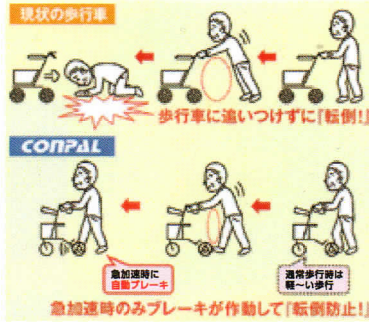 現状の歩行車
歩行車に追いつけずに『転倒!』
CONPAL
急加速時に
自動ブレーキ
通常歩行時は
軽〜い歩行
急加速時のみブレーキが作動して『転倒防止!』